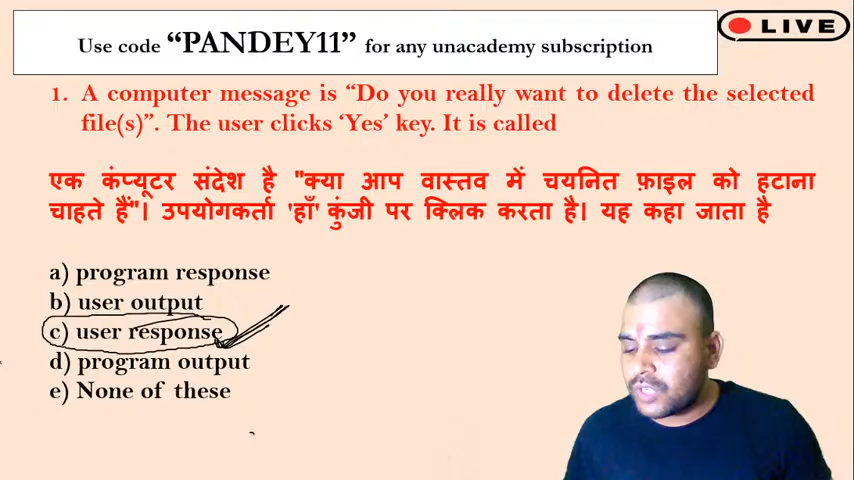 Use code “PANDEY11” for any unacademy subscription
LIVE
1. A computer message is “Do you really want to delete the selected
file(s)”. The user clicks ‘Yes’ key. It is called
एक कंप्यूटर संदेश है "क्या आप वास्तव में चयनित फ़ाइल को हटाना
चाहते हैं"। उपयोगकर्ता 'हाँ' कुंजी पर क्लिक करता है। यह कहा जाता है
a) program response
b) user output
c) user response
d) program output
e) None of these